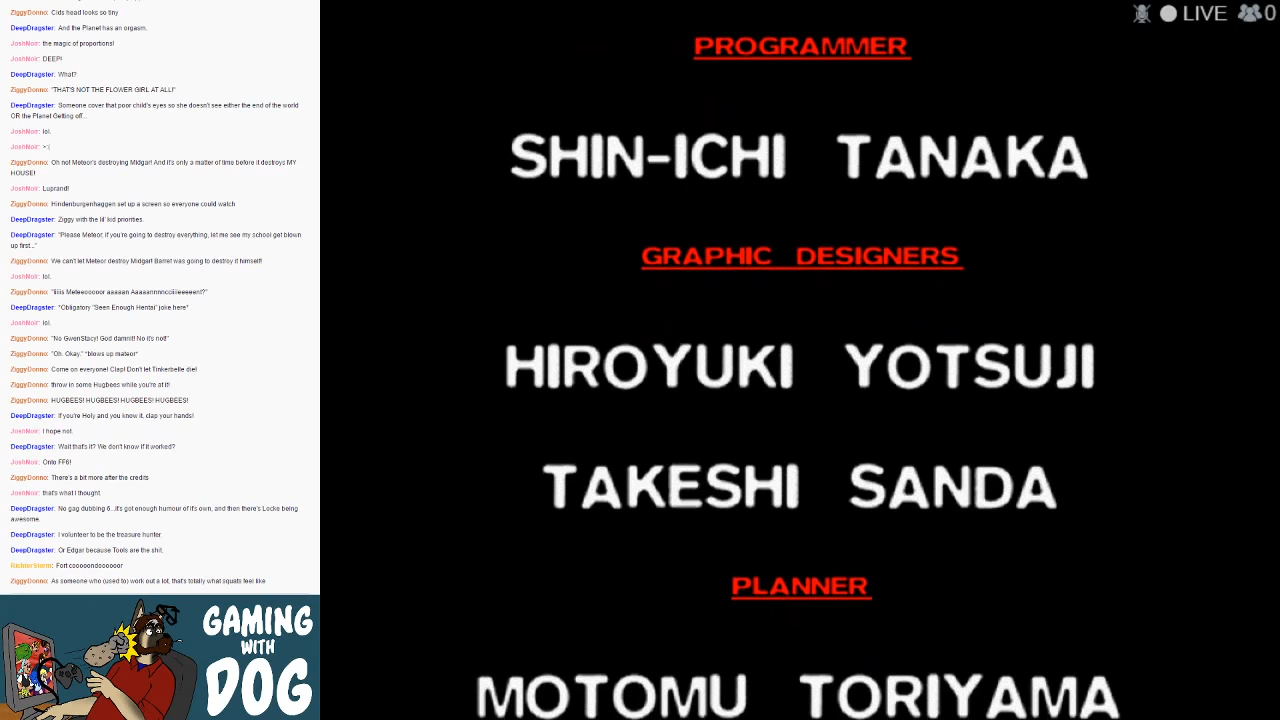 ZiggyDonno: Cids head looks so tiny
DeepDragster: And the Planet has an orgasm.
JoshNoir: the magic of proportions!
JoshNoir: DEEP!
DeepDragster: What?
ZiggyDonno: "THAT'S NOT THE FLOWER GIRL AT ALL!"
DeepDragster: Someone cover that poor child's eyes so she doesn't see either the end of the world
OR the Planet Getting off...
JoshNoir: lol.
JoshNoir: >:(
ZiggyDonno: Oh no! Meteor's destroying Midgar! And it's only a matter of time before it destroys MY
HOUSE!
JoshNoir: Luprand!
ZiggyDonno: Hindenburgenhaggen set up a screen so everyone could watch
DeepDragster: Ziggy with the lil' kid priorities.
DeepDragster: "Please Meteor, if you're going to destroy everything, let me see my school get blown
up first..."
ZiggyDonno: We can't let Meteor destroy Midgar! Barret was going to destroy it himself!
JoshNoir: lol.
ZiggyDonno: "iiiiis Meteeooooor aaaaan Aaaaannnncdiiiieeeeent?"
DeepDragster: *Obligatory "Seen Enough Hentai" joke here*
JoshNoir: lol.
ZiggyDonno: "No GwenStacy! God damnit! No it's not!"
ZiggyDonno: "Oh. Okay." *blows up mateor*
ZiggyDonno: Come on everyone! Clap! Don't let Tinkerbelle die!
ZiggyDonno: throw in some Hugbees while you're at it!
ZiggyDonno: HUGBEES! HUGBEES! HUGBEES! HUGBEES!
DeepDragster: If you're Holy and you know it, clap your hands!
JoshNoir: I hope not.
DeepDragster: Wait that's it? We don't know if it worked?
JoshNoir: Onto FF6!
ZiggyDonno: There's a bit more after the credits
JoshNoir: that's what I thought
DeepDragster: No gag dubbing 6...it's got enough humour of it's own, and then there's Locke being
awesome.
DeepDragster: I volunteer to be the treasure hunter
DeepDragster: Or Edgar because Tools are the shit.
RichterStorm: Fort cooooondoooooor
ZiggyDonno: As someone who (used to) work out a lot, that's totally what squats feel like
GAMING
WITH
DOG
LIVE 0
PROGRAMMER
SHIN-ICHI TANAKA
GRAPHIC DESIGNERS
HIROYUKI YOTSUJI
TAKESHI SANDA
PLANNER
MOTOMU TORIYAMA